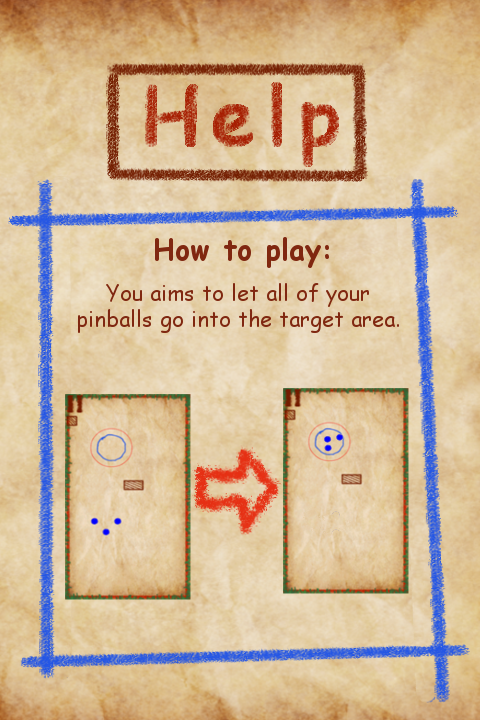 Help
How to play:
You aims to let all of your
pinballs go into the target area.